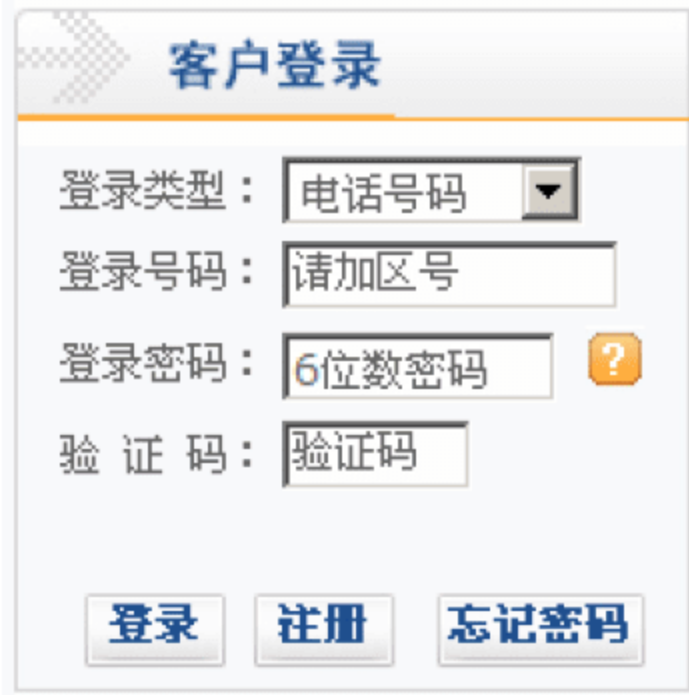 客户登录
登录类型： 电话号码
登录号码： 请加区号
登录密码： 6位数密码 ?
验 证 码： 验证码
登录 注册 忘记密码